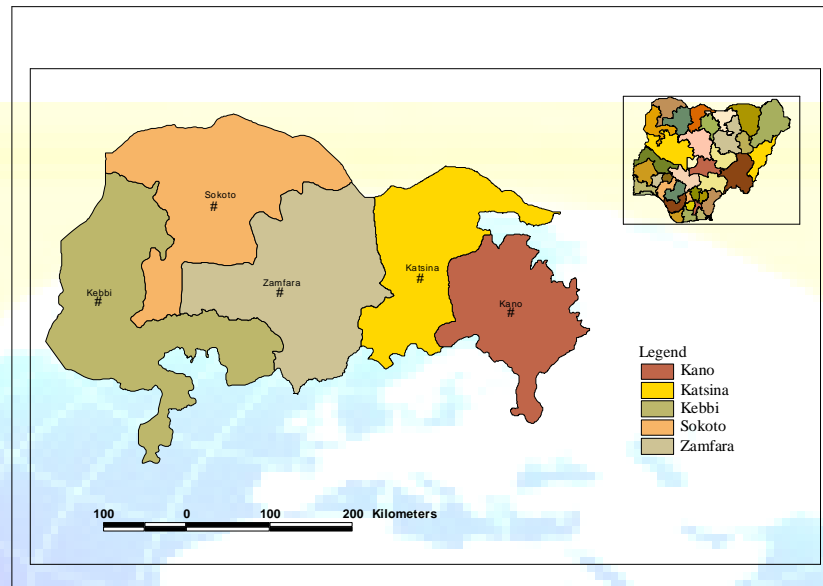 Sokoto
#
Kebbi
#
Zamfara
#
Katsina
#
Kano
#
Legend
Kano
Katsina
Kebbi
Sokoto
Zamfara
100 0 100 200 Kilometers